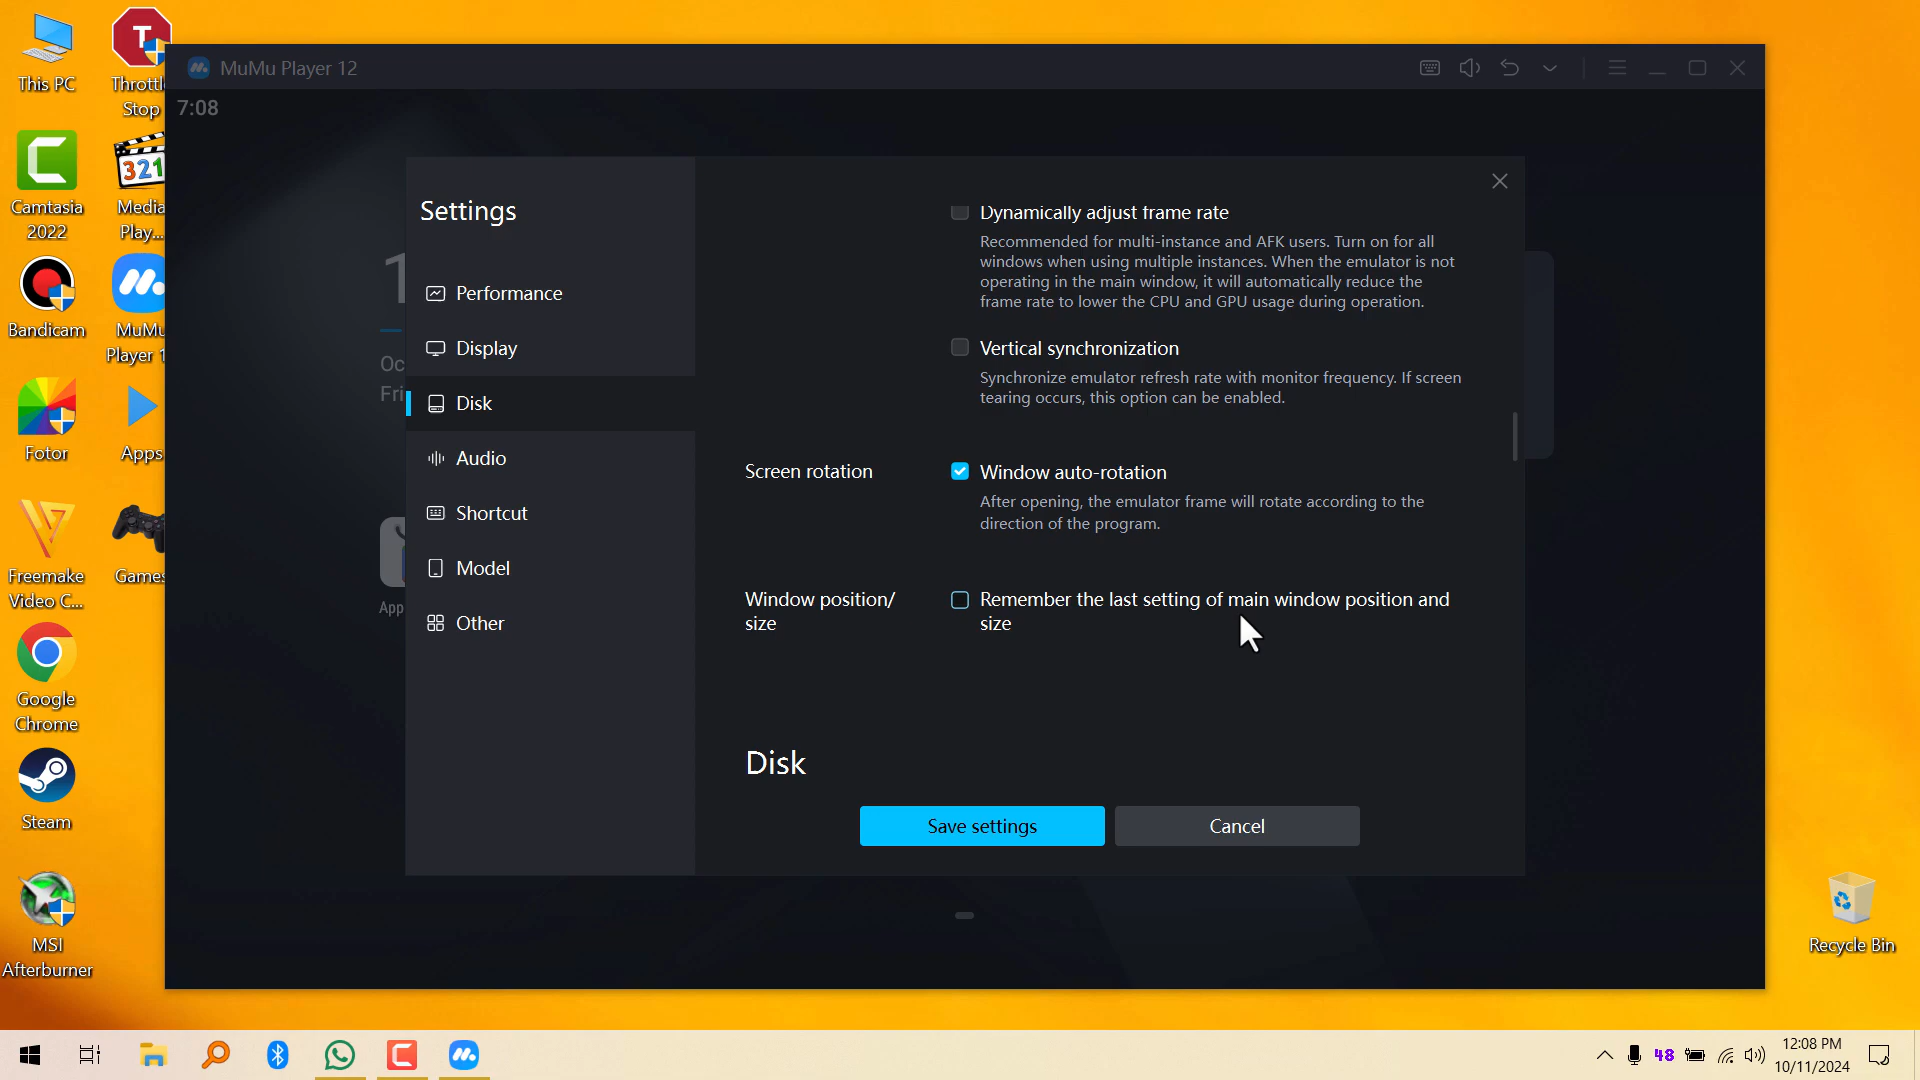 This PC
Throttle
Stop
Camtasia
2022
Media
Play...
321
Bandicam
MuMu
Player 1
Fotor
Apps
Freemake
Video C...
Games
Google
Chrome
Steam
MSI
Afterburner
Recycle Bin
MuMu Player 12
7:08
Oc
Fri
App
Settings
Performance
Display
Disk
Audio
Shortcut
Model
Other
Dynamically adjust frame rate
Recommended for multi-instance and AFK users. Turn on for all
windows when using multiple instances. When the emulator is not
operating in the main window, it will automatically reduce the
frame rate to lower the CPU and GPU usage during operation.
Vertical synchronization
Synchronize emulator refresh rate with monitor frequency. If screen
tearing occurs, this option can be enabled.
Screen rotation
Window auto-rotation
After opening, the emulator frame will rotate according to the
direction of the program.
Window position/
size
Remember the last setting of main window position and
size
Disk
Save settings
Cancel
48
12:08 PM
10/11/2024